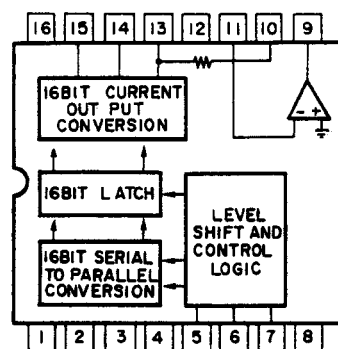 16 15 14 13 12 11 10 9
16BIT CURRENT
OUT PUT
CONVERSION
- +
16BIT LATCH
LEVEL
SHIFT AND
CONTROL
LOGIC
16BIT SERIAL
TO PARALLEL
CONVERSION
1 2 3 4 5 6 7 8